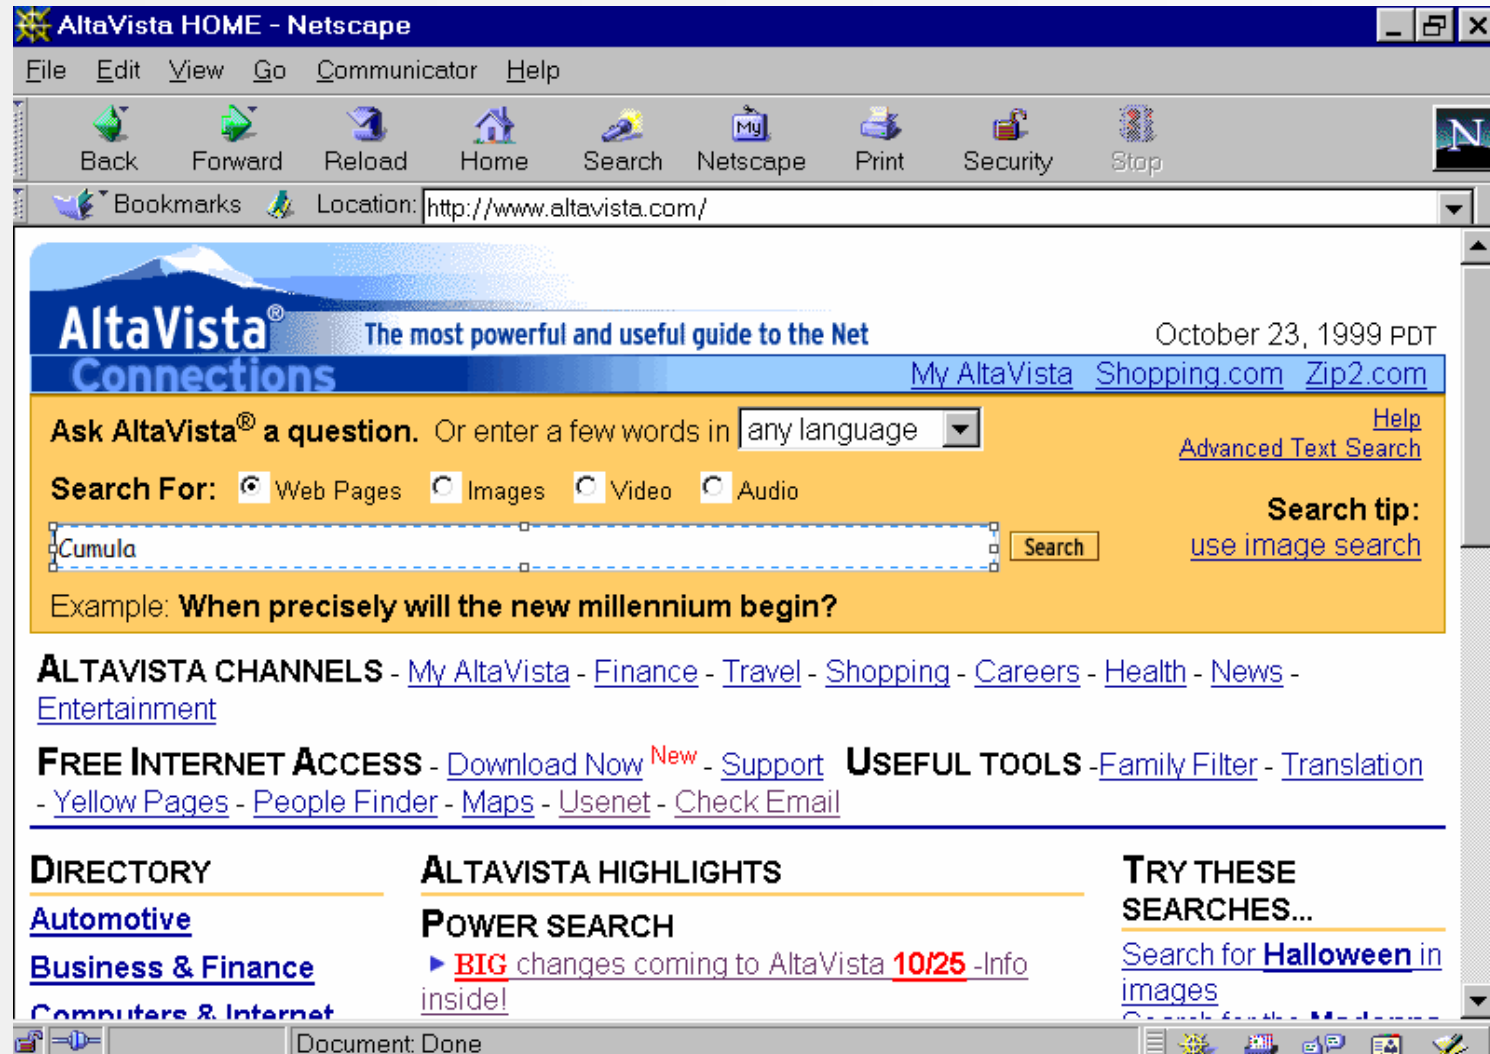 AltaVista HOME - Netscape
File Edit View Go Communicator Help
Back Forward Reload Home Search Netscape Print Security Stop
My
N
Bookmarks Location: http://www.altavista.com/
AltaVista® The most powerful and useful guide to the Net October 23, 1999 PDT
Connections My AltaVista Shopping.com Zip2.com
Ask AltaVista® a question. Or enter a few words in any language Help
Advanced Text Search
Search For: Web Pages Images Video Audio
Search tip:
Cumula Search use image search
Example: When precisely will the new millennium begin?
ALTAVISTA CHANNELS - My AltaVista - Finance - Travel - Shopping - Careers - Health - News -
Entertainment
FREE INTERNET ACCESS - Download Now New - Support USEFUL TOOLS -Family Filter - Translation
- Yellow Pages - People Finder - Maps - Usenet - Check Email
DIRECTORY
Automotive
Business & Finance
Computers & Internet
ALTAVISTA HIGHLIGHTS
POWER SEARCH
BIG changes coming to AltaVista 10/25 -Info
inside!
TRY THESE
SEARCHES...
Search for Halloween in
images
Search for the Madonna
Document: Done